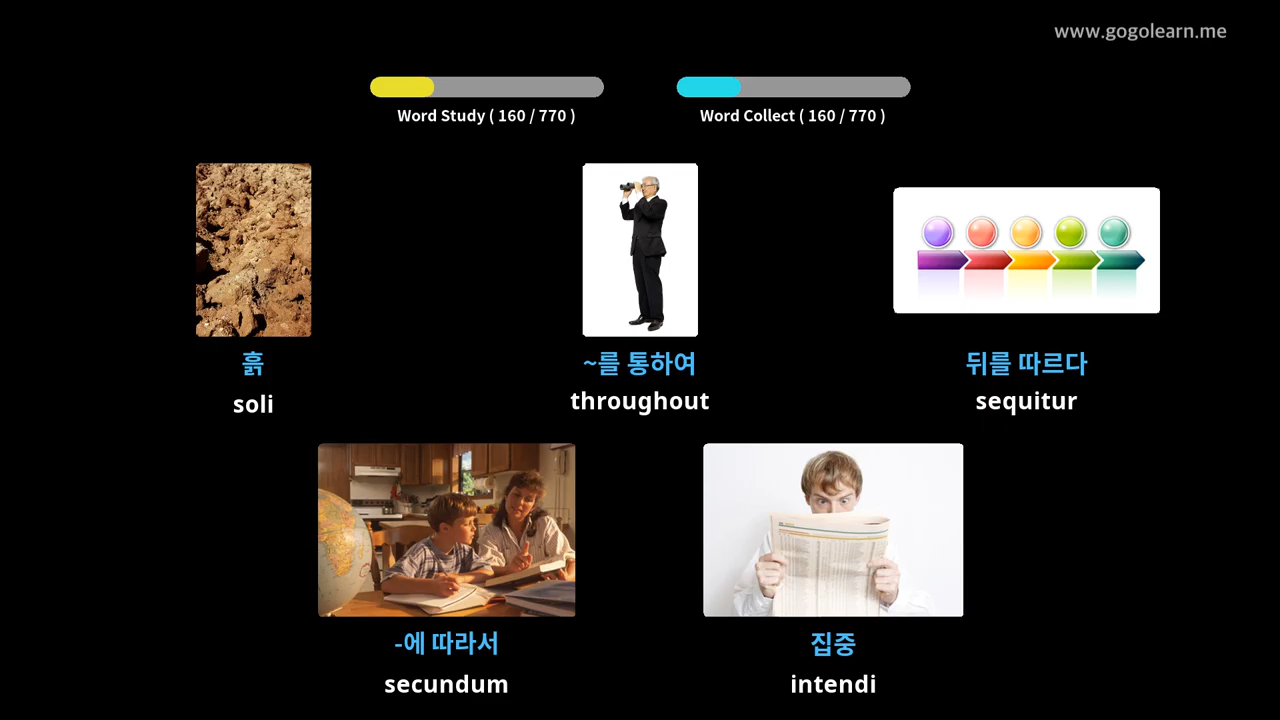 www.gogolearn.me
Word Study ( 160 / 770 )
Word Collect ( 160 / 770 )
흙
soli
~를 통하여
throughout
뒤를 따르다
sequitur
-에 따라서
secundum
집중
intendi